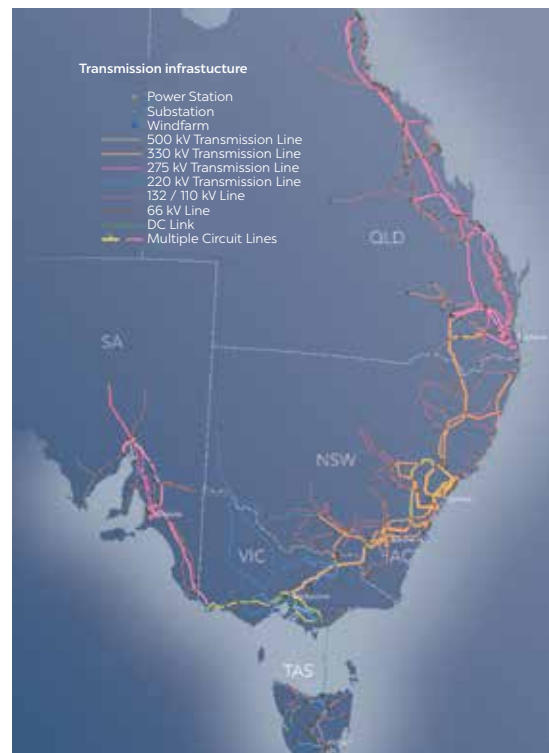 Transmission infrastucture
Power Station
Substation
Windfarm
500 kV Transmission Line
330 kV Transmission Line
275 kV Transmission Line
220 kV Transmission Line
132 / 110 kV Line
66 kV Line
DC Link
Multiple Circuit Lines
QLD
SA
NSW
VIC
TAS